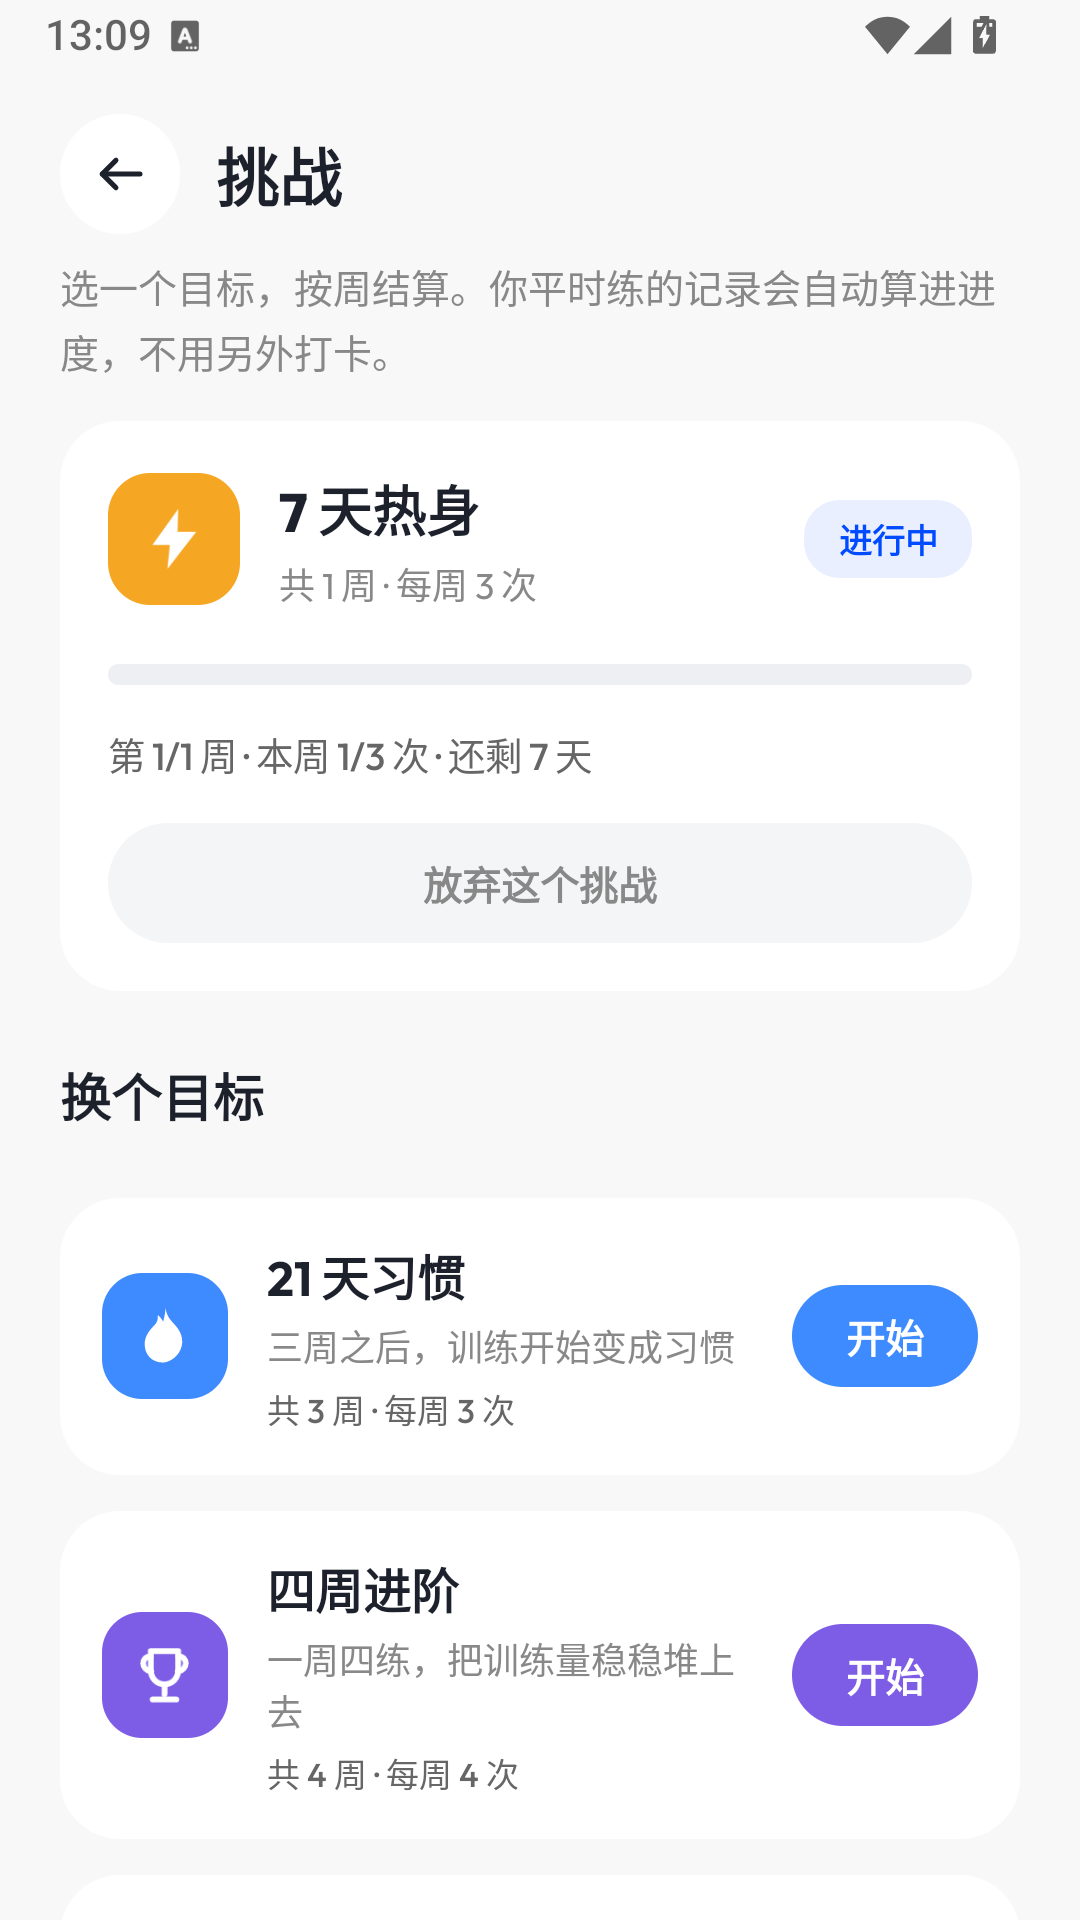 13:09
挑战
选一个目标，按周结算。你平时练的记录会自动算进进
度，不用另外打卡。
7 天热身
进行中
共 1 周 · 每周 3 次
第 1/1 周 · 本周 1/3 次 · 还剩 7 天
放弃这个挑战
换个目标
21 天习惯
三周之后，训练开始变成习惯
共 3 周 · 每周 3 次
开始
四周进阶
一周四练，把训练量稳稳堆上
去
共 4 周 · 每周 4 次
开始